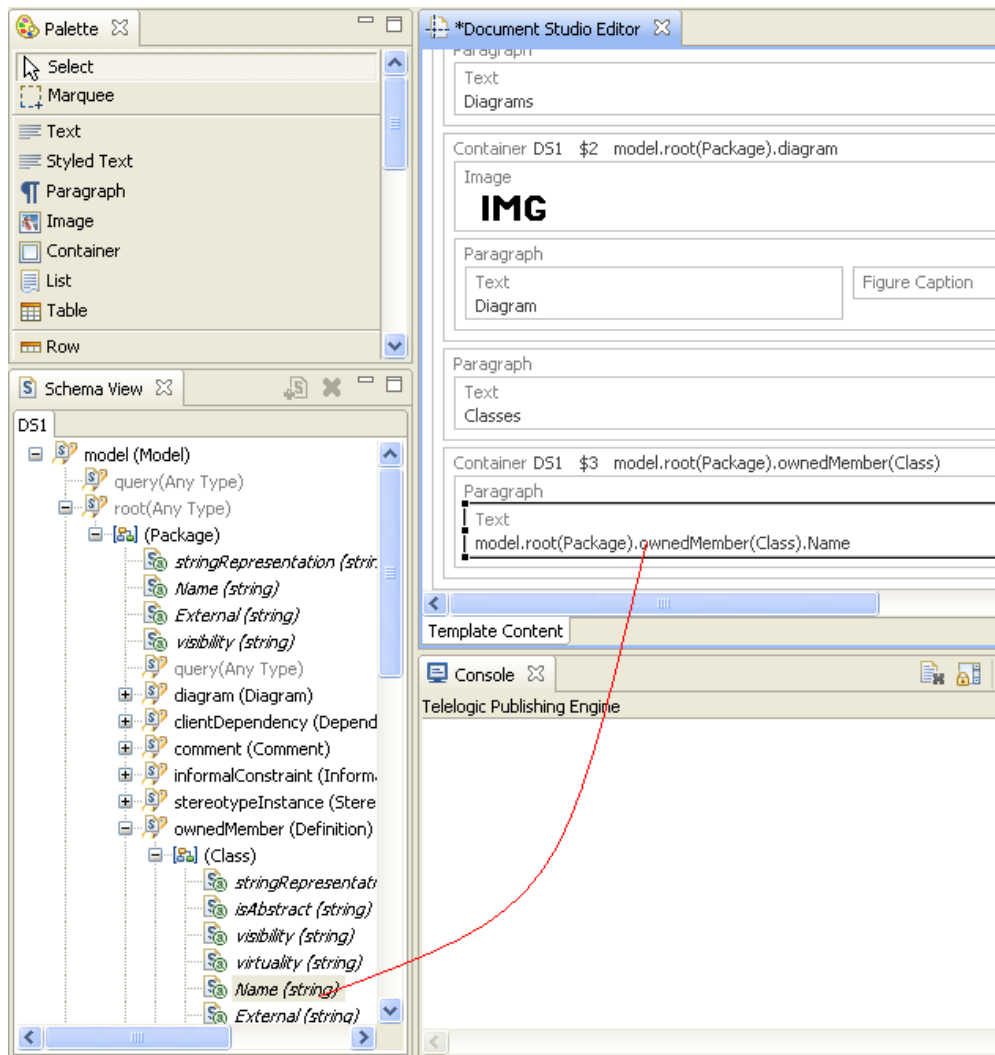 Palette
Select
Marquee
Text
Styled Text
Paragraph
Image
Container
List
Table
Row
Schema View
DS1
model (Model)
query(Any Type)
root(Any Type)
(Package)
stringRepresentation (strin
Name (string)
External (string)
visibility (string)
query(Any Type)
diagram (Diagram)
clientDependency (Depend
comment (Comment)
informalConstraint (Informa
stereotypeInstance (Stere
ownedMember (Definition)
(Class)
stringRepresentati
isAbstract (string)
visibility (string)
virtuality (string)
Name (string)
External (string)
*Document Studio Editor
Paragraph
Text
Diagrams
Container DS1 $2 model.root(Package).diagram
Image
IMG
Paragraph
Text
Diagram
Figure Caption
Paragraph
Text
Classes
Container DS1 $3 model.root(Package).ownedMember(Class)
Paragraph
Text
model.root(Package).ownedMember(Class).Name
Template Content
Console
Telelogic Publishing Engine